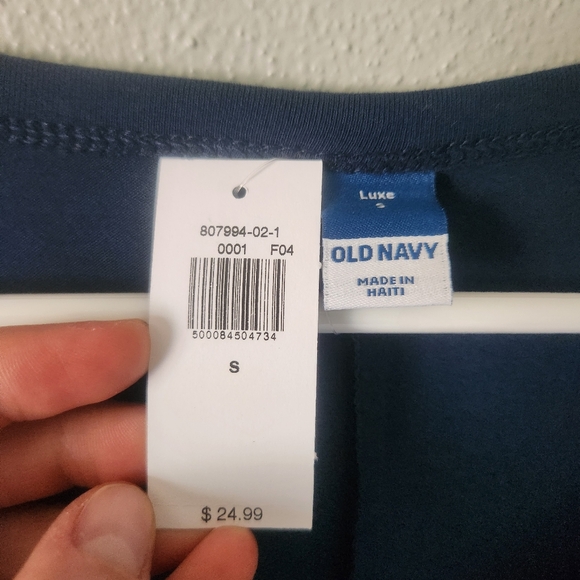 807994-02-1
0001 F04
500084504734
S
$ 24.99
Luxe
S
OLD NAVY
MADE IN
HAITI